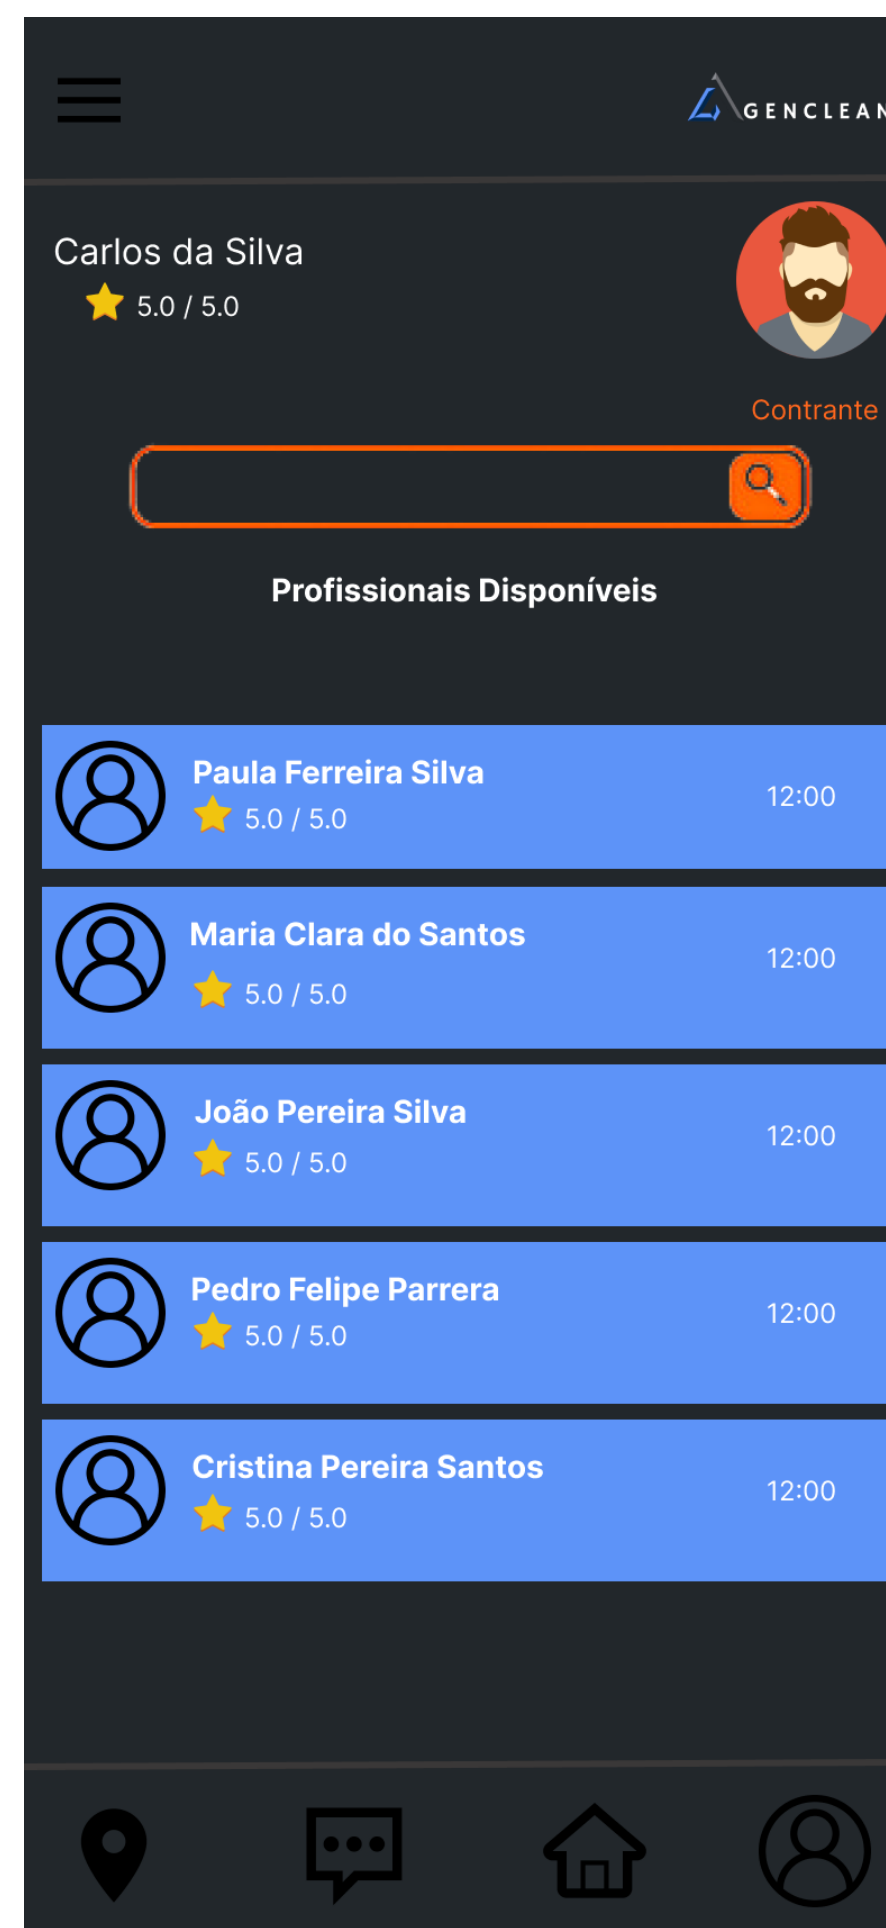 GENCLEAN
Carlos da Silva
5.0 / 5.0
Contrante
Profissionais Disponíveis
Paula Ferreira Silva
5.0 / 5.0
12:00
Maria Clara do Santos
5.0 / 5.0
12:00
João Pereira Silva
5.0 / 5.0
12:00
Pedro Felipe Parrera
5.0 / 5.0
12:00
Cristina Pereira Santos
5.0 / 5.0
12:00